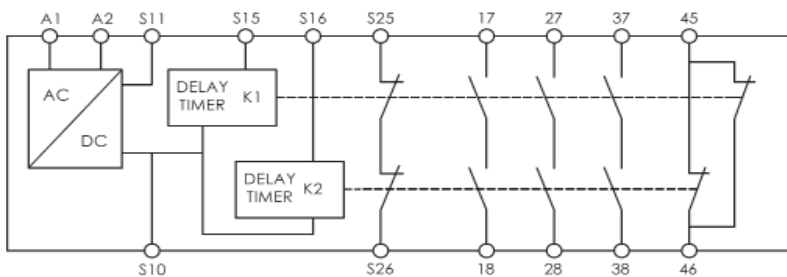 A1 A2 S11 S15 S16 S25 17 27 37 45
AC
DC
DELAY
TIMER K1
DELAY
TIMER K2
S10 S26 18 28 38 46